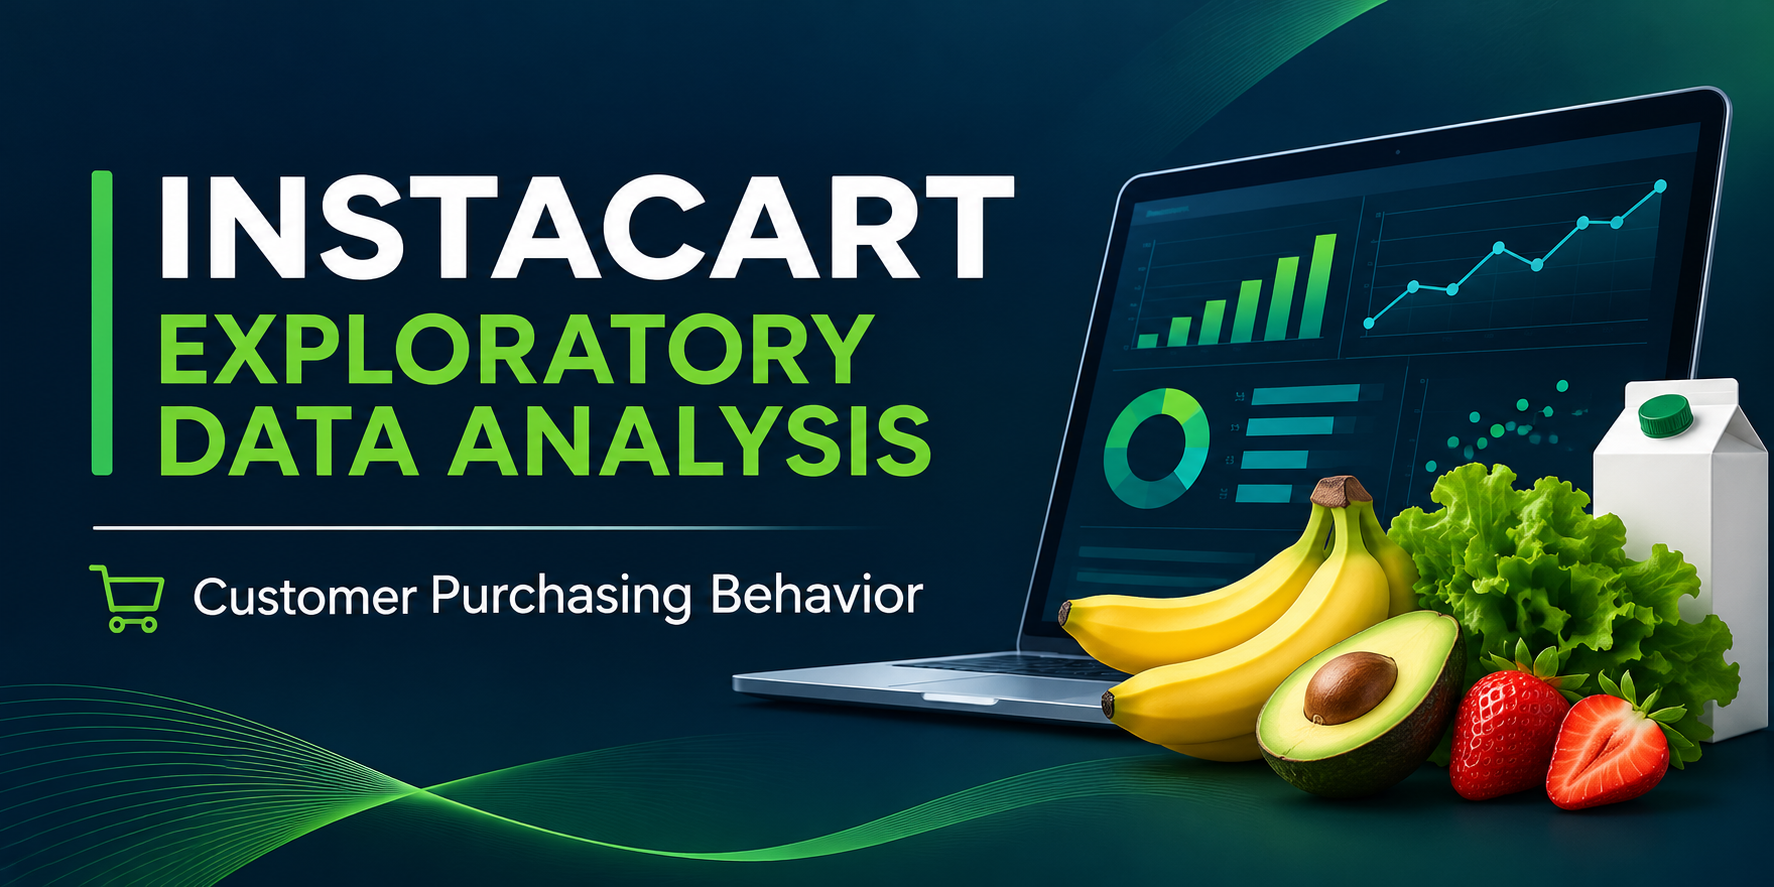 INSTACART
EXPLORATORY
DATA ANALYSIS
Customer Purchasing Behavior